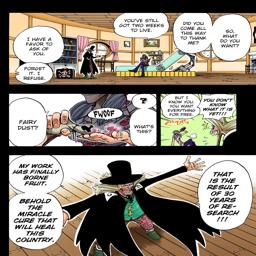 I HAVE A
FAVOR TO
ASK OF
YOU.
FORGET
IT. I
REFUSE.
YOU'VE STILL
GOT TWO
WEEKS
TO LIVE.
DID YOU
COME ALL
THIS WAY
TO THANK
ME?
SO,
WHAT DO
YOU
WANT?
FAIRY
DUST?
FWOOF
?
WHAT'S
THIS?
BUT I
KNOW YOU.
YOU WANT
EVERYTHING
FOR FREE.
YOU DON'T
KNOW WHAT
IT IS YET!!!
MY WORK
HAS FINALLY
BORNE
FRUIT.
BEHOLD
THE
MIRACLE
CURE THAT
WILL HEAL
THIS
COUNTRY.
THAT IS
THE
RESULT
OF 30
YEARS
OF RE-
SEARCH
!!!